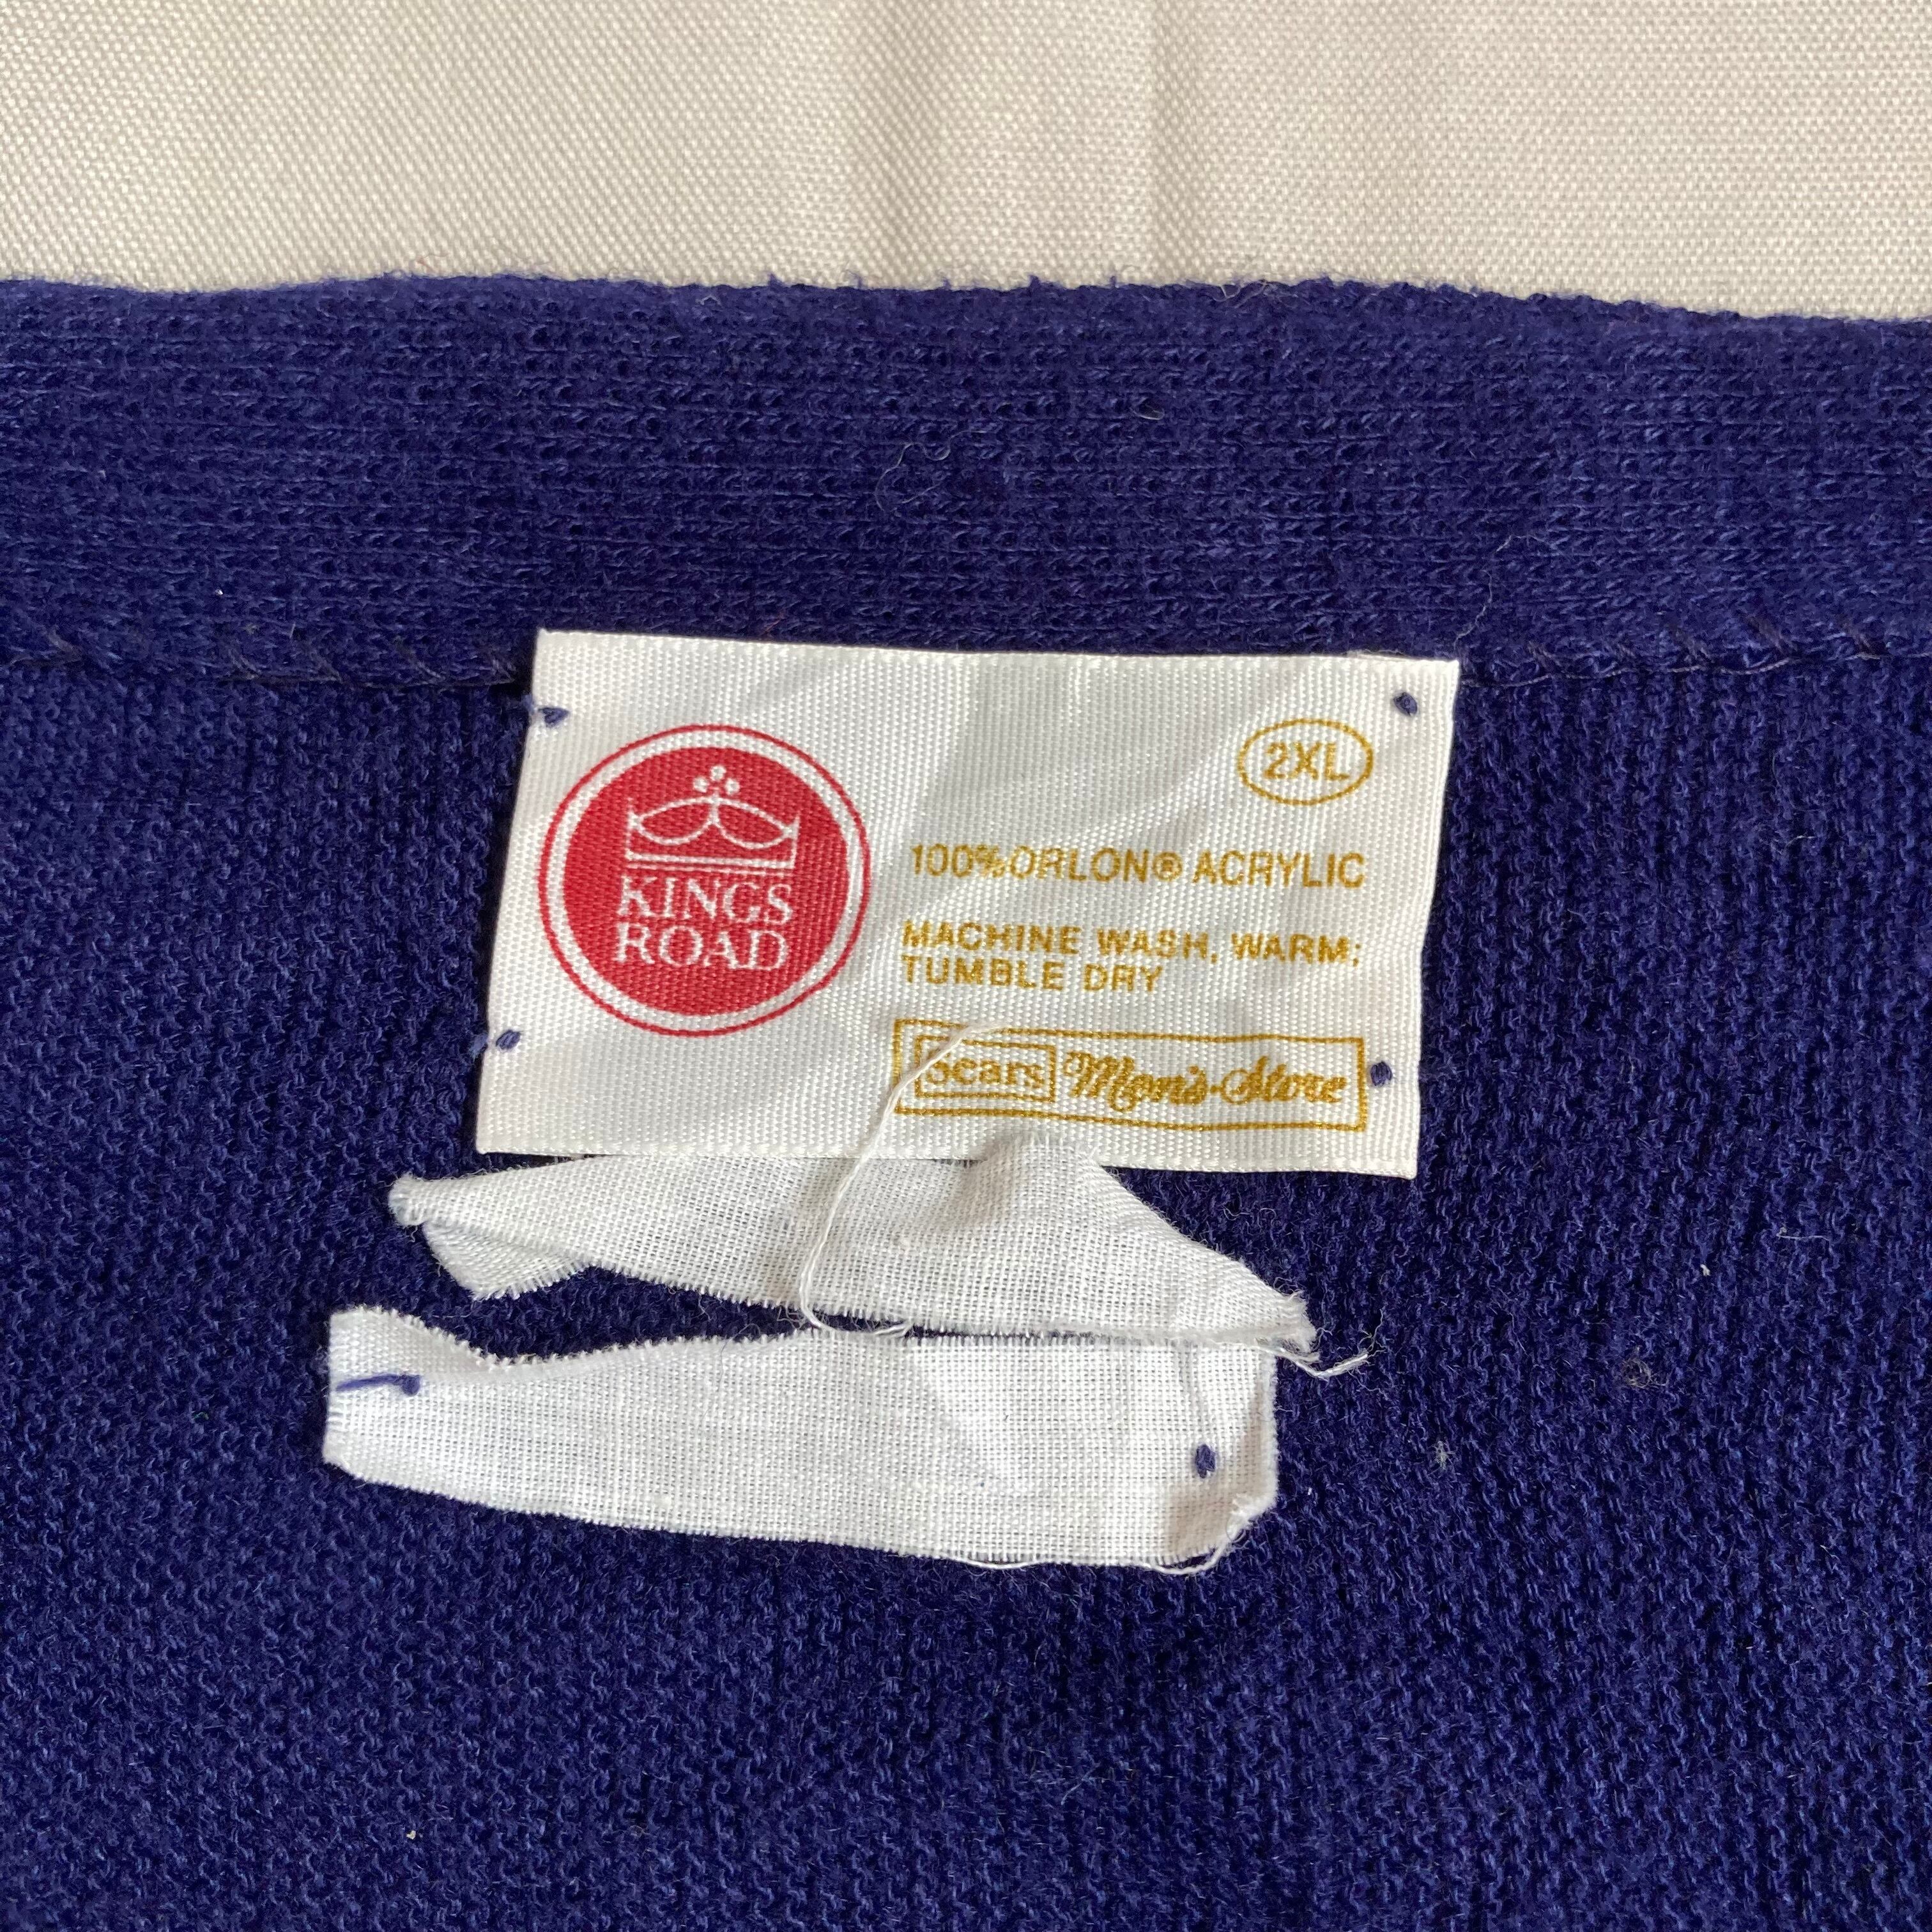 KINGS
ROAD
2XL
100% ORLON® ACRYLIC
MACHINE WASH, WARM;
TUMBLE DRY
Sears Men's Store